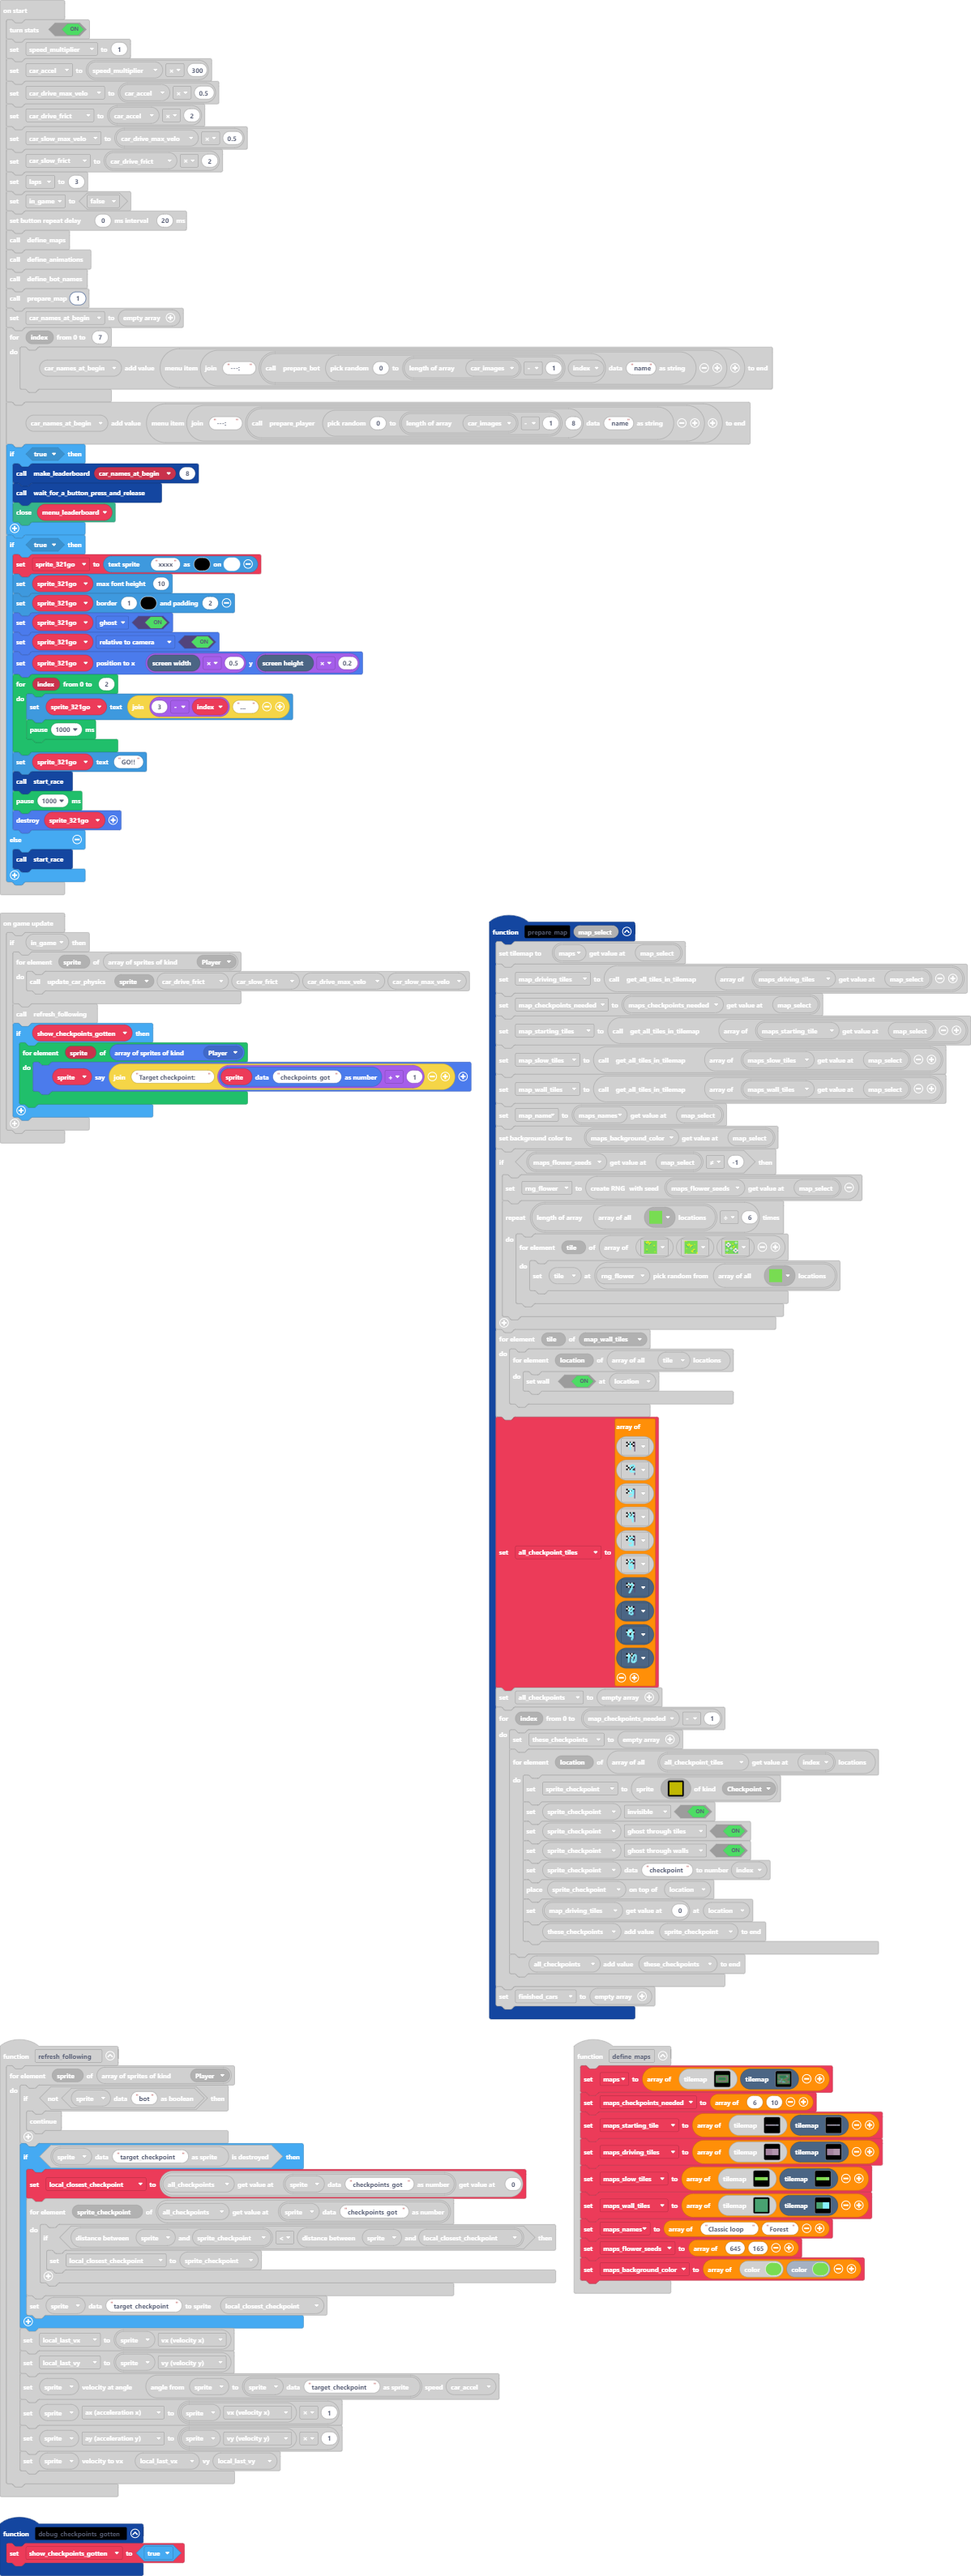 on start
turn stats ON
set speed_multiplier to 1
set car_accel to speed_multiplier × 300
set car_drive_max_velo to car_accel × 0.5
set car_drive_frict to car_accel × 2
set car_slow_max_velo to car_drive_max_velo × 0.5
set car_slow_frict to car_drive_frict × 2
set laps to 3
set in_game to false
set button repeat delay 0 ms interval 20 ms
call define_maps
call define_animations
call define_bot_names
call prepare_map 1
set car_names_at_begin to empty array
for index from 0 to 7
do car_names_at_begin add value menu item join "---: " call prepare_bot pick random 0 to length of array car_images - 1 index data "name" as string to end
car_names_at_begin add value menu item join "---: " call prepare_player pick random 0 to length of array car_images - 1 8 data "name" as string to end
if true then
call make_leaderboard car_names_at_begin 8
call wait_for_a_button_press_and_release
close menu_leaderboard
if true then
set sprite_321go to text sprite "xxxx" as on
set sprite_321go max font height 10
set sprite_321go border 1 and padding 2
set sprite_321go ghost ON
set sprite_321go relative to camera ON
set sprite_321go position to x screen width × 0.5 y screen height × 0.2
for index from 0 to 2
do set sprite_321go text join 3 - index "..."
pause 1000 ms
set sprite_321go text "GO!!"
call start_race
pause 1000 ms
destroy sprite_321go
else
call start_race
on game update
if in_game then
for element sprite of array of sprites of kind Player
do call update_car_physics sprite car_drive_frict car_slow_frict car_drive_max_velo car_slow_max_velo
call refresh_following
if show_checkpoints_gotten then
for element sprite of array of sprites of kind Player
do sprite say join "Target checkpoint: " sprite data "checkpoints_got" as number + 1
function prepare_map map_select
set tilemap to maps get value at map_select
set map_driving_tiles to call get_all_tiles_in_tilemap array of maps_driving_tiles get value at map_select
set map_checkpoints_needed to maps_checkpoints_needed get value at map_select
set map_starting_tiles to call get_all_tiles_in_tilemap array of maps_starting_tile get value at map_select
set map_slow_tiles to call get_all_tiles_in_tilemap array of maps_slow_tiles get value at map_select
set map_wall_tiles to call get_all_tiles_in_tilemap array of maps_wall_tiles get value at map_select
set map_name to maps_names get value at map_select
set background color to maps_background_color get value at map_select
if maps_flower_seeds get value at map_select ≠ -1 then
set rng_flower to create RNG with seed maps_flower_seeds get value at map_select
repeat length of array array of all locations ÷ 6 times
do for element tile of array of
do set tile at rng_flower pick random from array of all locations
for element tile of map_wall_tiles
do for element location of array of all tile locations
do set wall ON at location
array of
set all_checkpoint_tiles to
7
8
9
10
set all_checkpoints to empty array
for index from 0 to map_checkpoints_needed - 1
do set these_checkpoints to empty array
for element location of array of all all_checkpoint_tiles get value at index locations
do set sprite_checkpoint to sprite of kind Checkpoint
set sprite_checkpoint invisible ON
set sprite_checkpoint ghost through tiles ON
set sprite_checkpoint ghost through walls ON
set sprite_checkpoint data "checkpoint" to number index
place sprite_checkpoint on top of location
set map_driving_tiles get value at 0 at location
these_checkpoints add value sprite_checkpoint to end
all_checkpoints add value these_checkpoints to end
set finished_cars to empty array
function refresh_following
for element sprite of array of sprites of kind Player
do if not sprite data "bot" as boolean then
continue
if sprite data "target_checkpoint" as sprite is destroyed then
set local_closest_checkpoint to all_checkpoints get value at sprite data "checkpoints_got" as number get value at 0
for element sprite_checkpoint of all_checkpoints get value at sprite data "checkpoints_got" as number
do if distance between sprite and sprite_checkpoint < distance between sprite and local_closest_checkpoint then
set local_closest_checkpoint to sprite_checkpoint
set sprite data "target_checkpoint" to sprite local_closest_checkpoint
set local_last_vx to sprite vx (velocity x)
set local_last_vy to sprite vy (velocity y)
set sprite velocity at angle angle from sprite to sprite data "target_checkpoint" as sprite speed car_accel
set sprite ax (acceleration x) to sprite vx (velocity x) × 1
set sprite ay (acceleration y) to sprite vy (velocity y) × 1
set sprite velocity to vx local_last_vx vy local_last_vy
function define_maps
set maps to array of tilemap tilemap
set maps_checkpoints_needed to array of 6 10
set maps_starting_tile to array of tilemap tilemap
set maps_driving_tiles to array of tilemap tilemap
set maps_slow_tiles to array of tilemap tilemap
set maps_wall_tiles to array of tilemap tilemap
set maps_names to array of "Classic loop" "Forest"
set maps_flower_seeds to array of 645 165
set maps_background_color to array of color color
function debug_checkpoints_gotten
set show_checkpoints_gotten to true